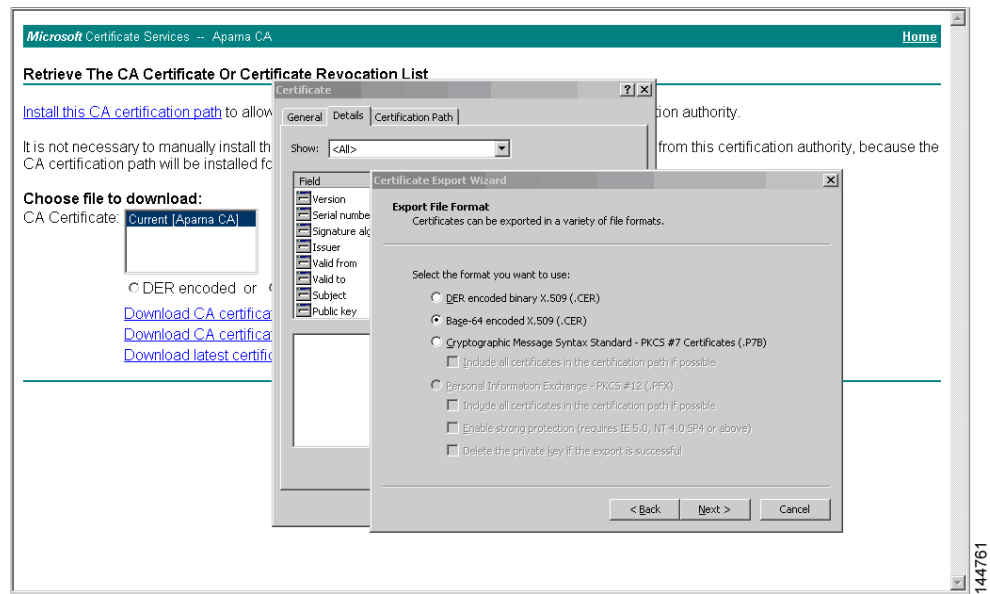 Microsoft Certificate Services -- Aparna CA Home
Retrieve The CA Certificate Or Certificate Revocation List
Install this CA certification path to allow
tion authority.
It is not necessary to manually install th
from this certification authority, because the
CA certification path will be installed fo
Choose file to download:
CA Certificate:
Current [Aparna CA]
DER encoded or
Download CA certifica
Download CA certifica
Download latest certific
Certificate
General Details Certification Path
Show: <All>
Field
Version
Serial numbe
Signature alg
Issuer
Valid from
Valid to
Subject
Public key
Certificate Export Wizard
Export File Format
Certificates can be exported in a variety of file formats.
Select the format you want to use:
DER encoded binary X.509 (.CER)
Base-64 encoded X.509 (.CER)
Cryptographic Message Syntax Standard - PKCS #7 Certificates (.P7B)
Include all certificates in the certification path if possible
Personal Information Exchange - PKCS #12 (.PFX)
Include all certificates in the certification path if possible
Enable strong protection (requires IE 5.0, NT 4.0 SP4 or above)
Delete the private key if the export is successful
< Back Next > Cancel
144761